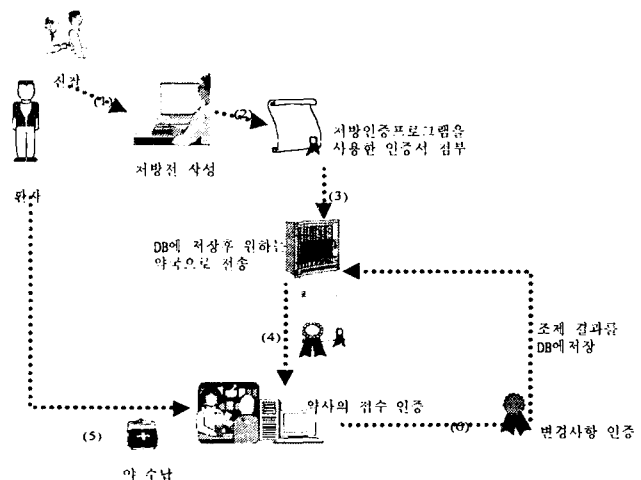 (1)
(2)
처방전 작성
처방인증프로그램을
사용한 인증서 첨부
환자
(3)
DB에 저장후 원하는
약국으로 전송
(4)
조제 결과를
DB에저장
약사의 접수 인증
(5)
(6)
변경사항 인증
약 수납